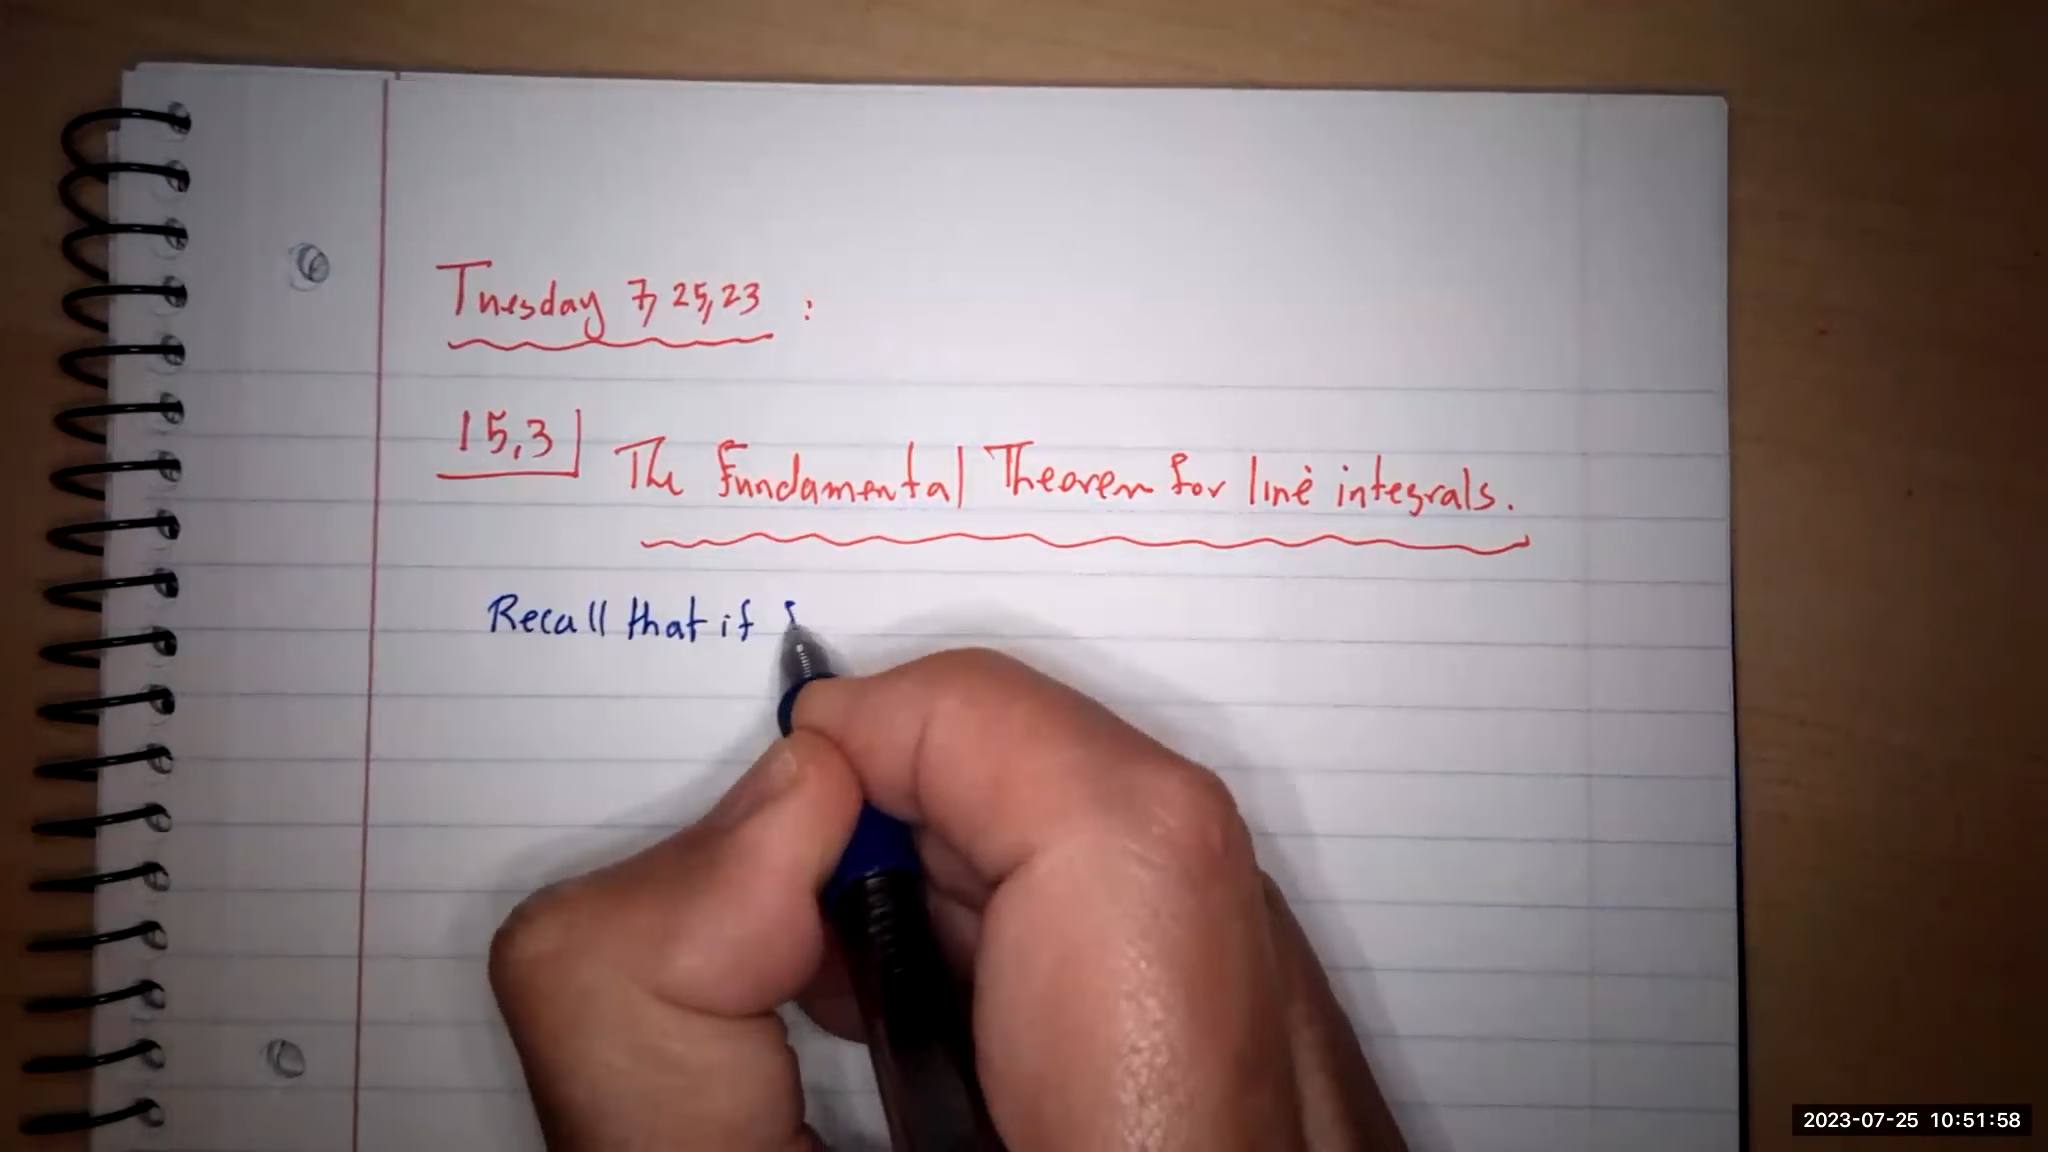 Tuesday 7, 25, 23 :
15,3
The Fundamental Theorem for line integrals.
Recall that if
2023-07-25 10:51:58